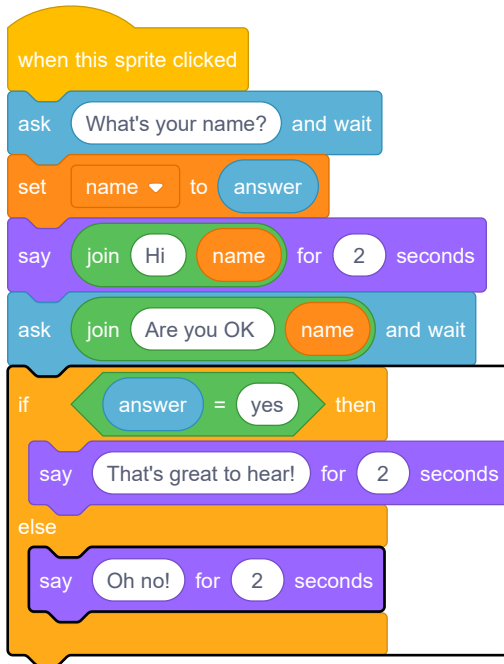 when this sprite clicked
ask What's your name? and wait
set name to answer
say join Hi name for 2 seconds
ask join Are you OK name and wait
if answer = yes then
say That's great to hear! for 2 seconds
else
say Oh no! for 2 seconds